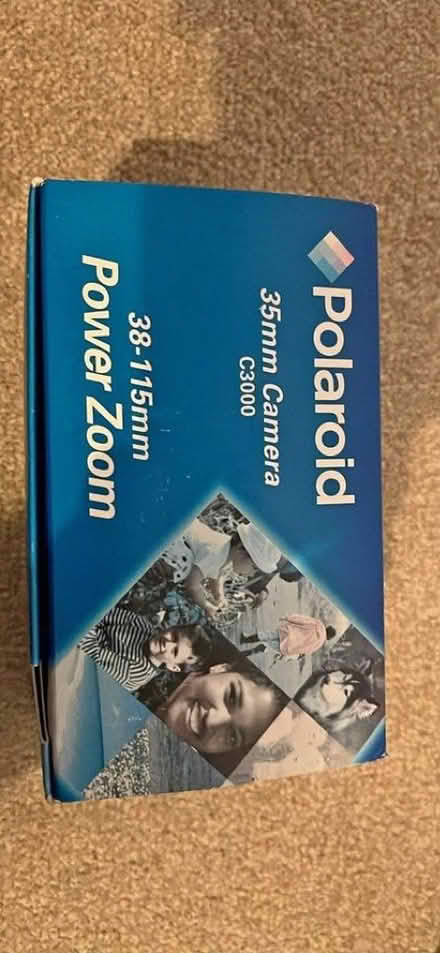 Polaroid
35mm Camera
C3000
38-115mm
Power Zoom